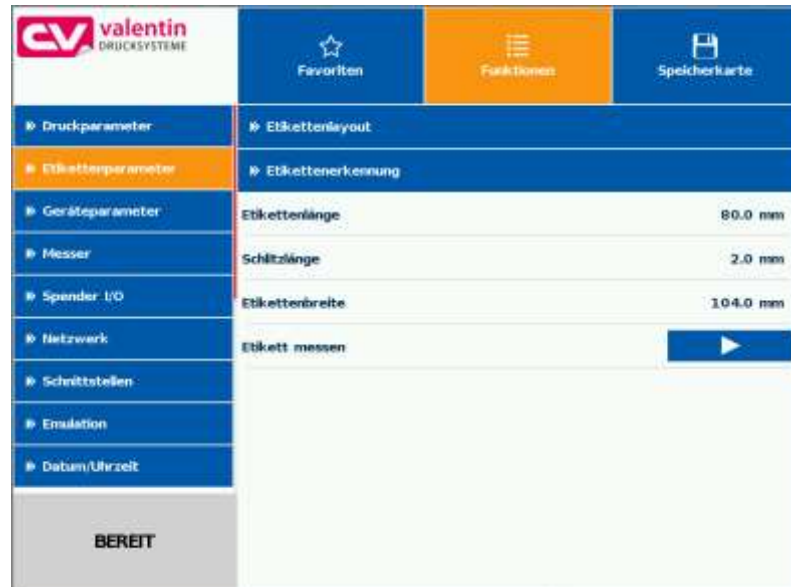 CV valentin
DRUCKSYSTEME
Favoriten
Funktionen
Speicherkarte
Druckparameter
Etikettenparameter
Geräteparameter
Messer
Spender I/O
Netzwerk
Schnittstellen
Emulation
Datum/Uhrzeit
BEREIT
Etikettenlayout
Etikettenerkennung
Etikettenlänge 80.0 mm
Schlitzlänge 2.0 mm
Etikettenbreite 104.0 mm
Etikett messen